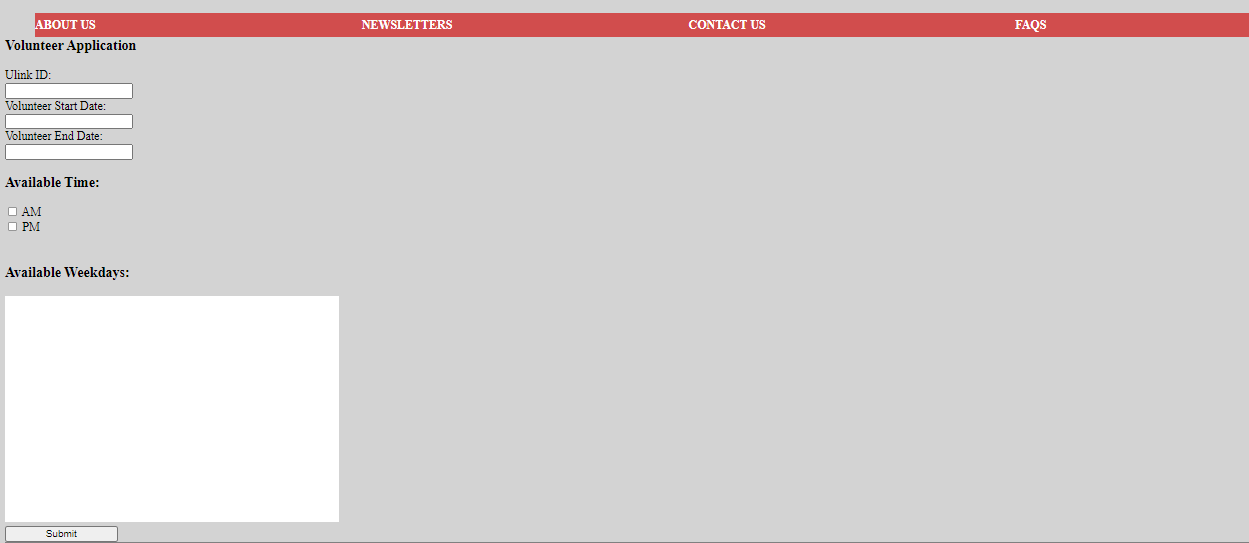 ABOUT US NEWSLETTERS CONTACT US FAQS
Volunteer Application
Ulink ID:
Volunteer Start Date:
Volunteer End Date:
Available Time:
AM
PM
Available Weekdays:
Submit